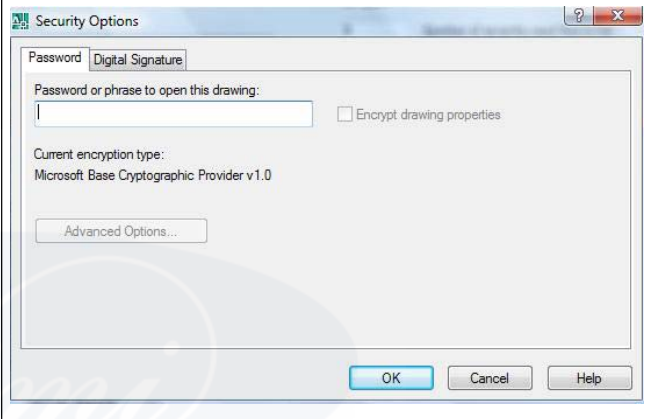 Security Options
Password
Digital Signature
Password or phrase to open this drawing:
Encrypt drawing properties
Current encryption type:
Microsoft Base Cryptographic Provider v1.0
Advanced Options...
OK
Cancel
Help